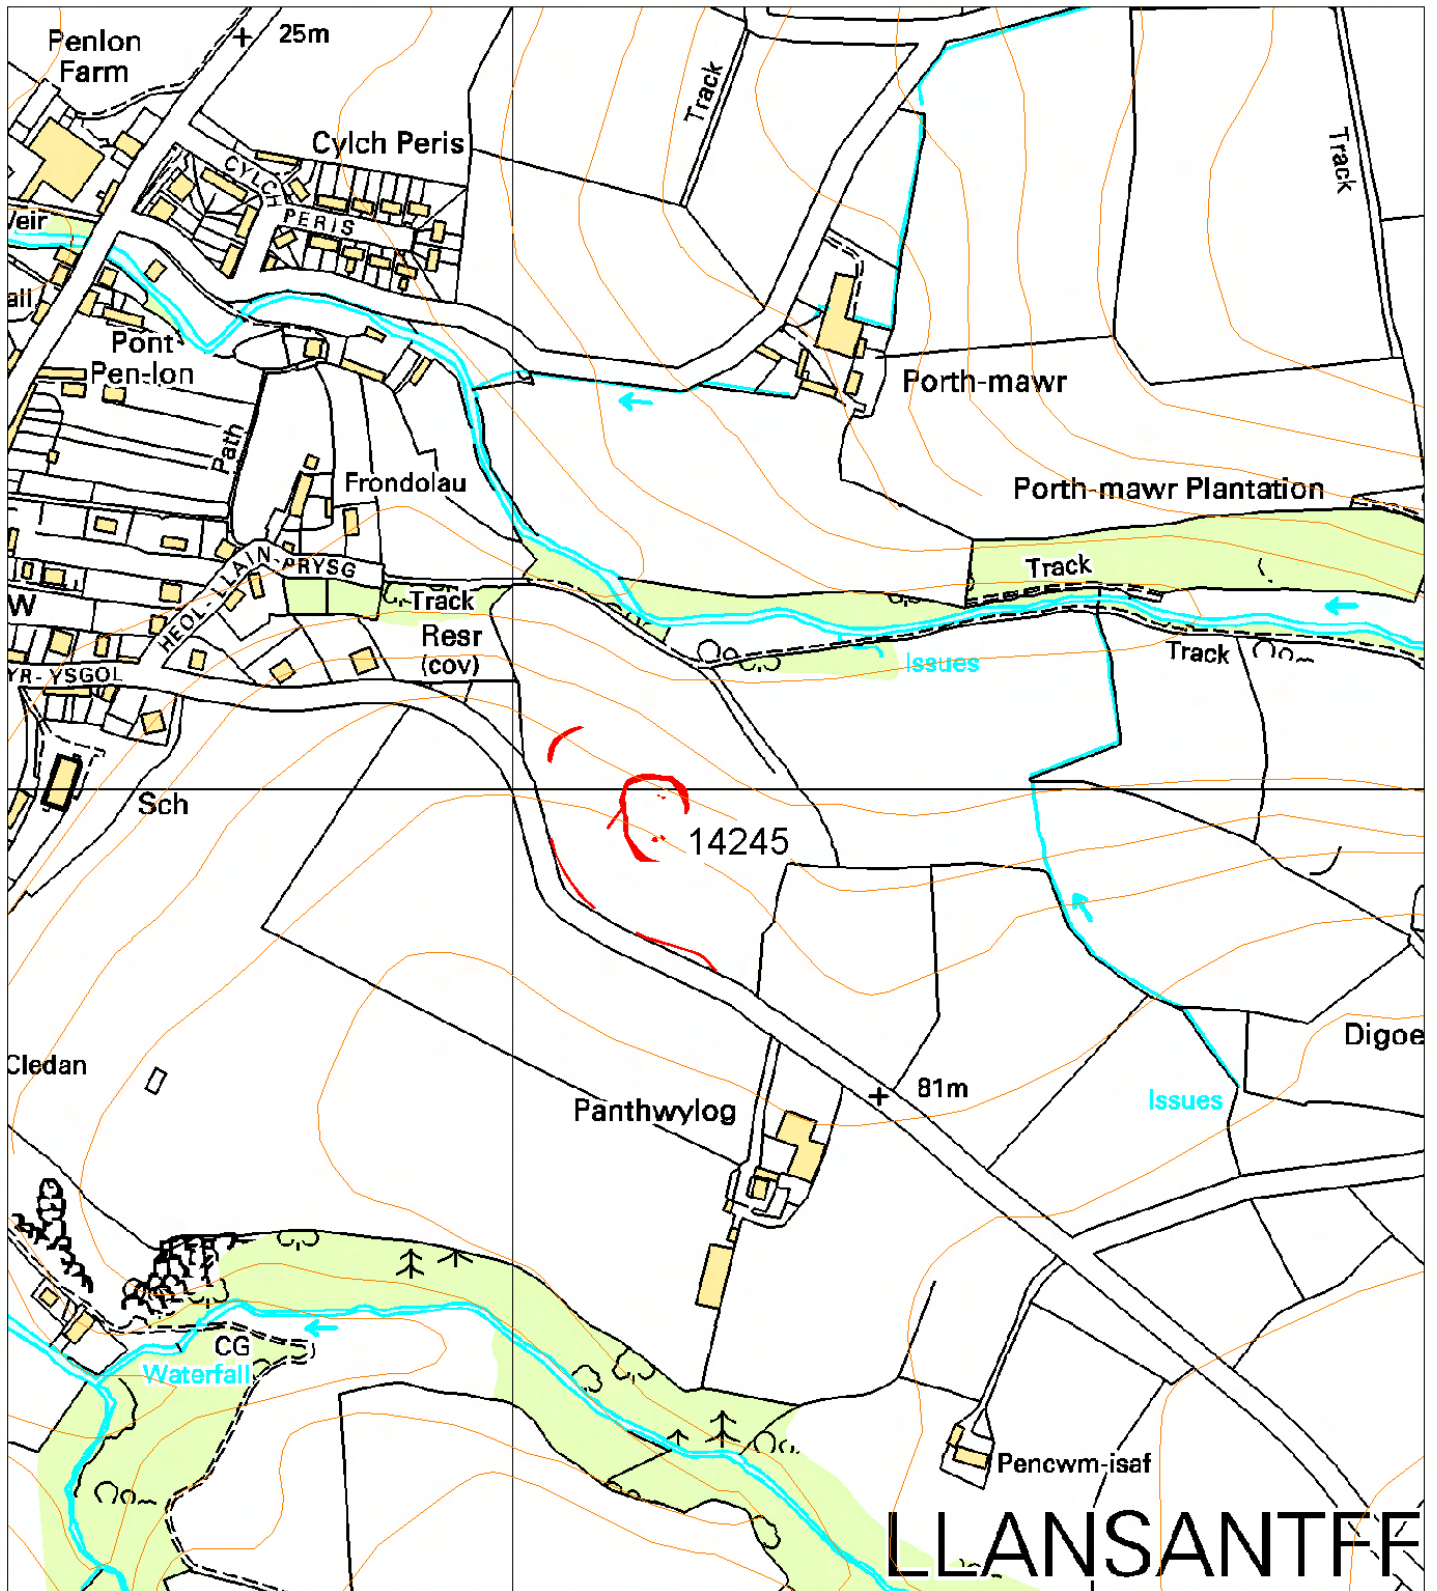 Penlon
Farm
25m
Track
Cylch Peris
CYLCH
PERIS
Track
Pont
Pen-lon
Porth-mawr
Path
Frondolau
Porth-mawr Plantation
HEOL-LLAIN-PRYSG
Track
W
Track
Resr
(cov)
Issues
Track
YR-YSGOL
Sch
14245
Digoe
Cledan
81m
Issues
Panthwylog
CG
Waterfall
Pencwm-isaf
LLANSANTFF